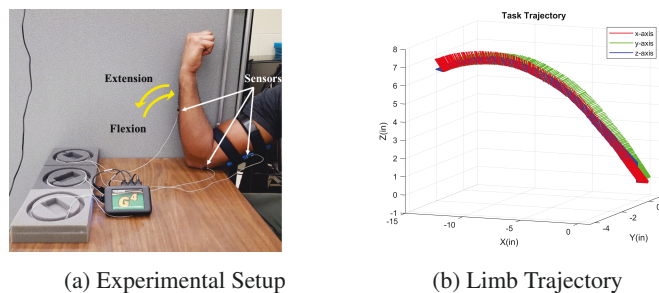 Extension
Sensors
Flexion
G4
(a) Experimental Setup
Task Trajectory
x-axis
y-axis
z-axis
8
7
6
5
4
3
2
1
0
-1
Z(in)
-15
-10
-5
0
X(in)
-4
-2
0
Y(in)
(b) Limb Trajectory